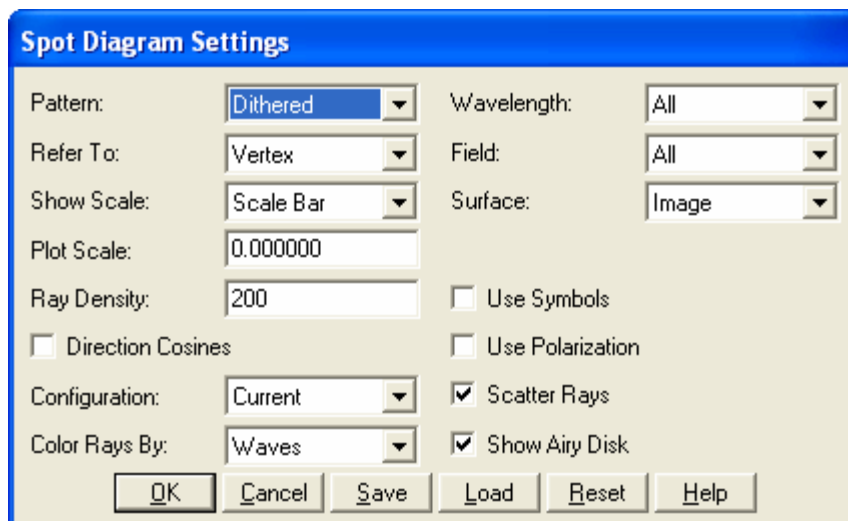 Spot Diagram Settings
Pattern: Dithered Wavelength: All
Refer To: Vertex Field: All
Show Scale: Scale Bar Surface: Image
Plot Scale: 0.000000
Ray Density: 200 Use Symbols
Direction Cosines Use Polarization
Configuration: Current Scatter Rays
Color Rays By: Waves Show Airy Disk
OK Cancel Save Load Reset Help